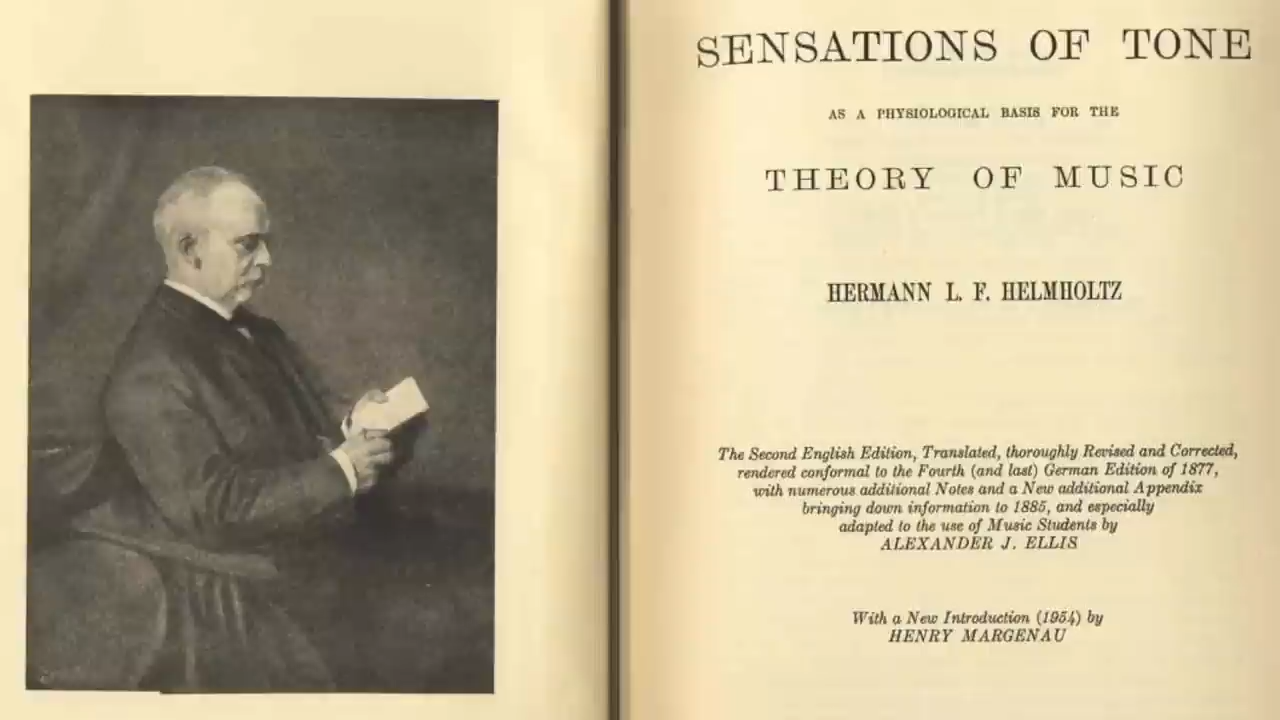 SENSATIONS OF TONE
AS A PHYSIOLOGICAL BASIS FOR THE
THEORY OF MUSIC
HERMANN L. F. HELMHOLTZ
The Second English Edition, Translated, thoroughly Revised and Corrected,
rendered conformal to the Fourth (and last) German Edition of 1877,
with numerous additional Notes and a New additional Appendix
bringing down information to 1885, and especially
adapted to the use of Music Students by
ALEXANDER J. ELLIS
With a New Introduction (1954) by
HENRY MARGENAU